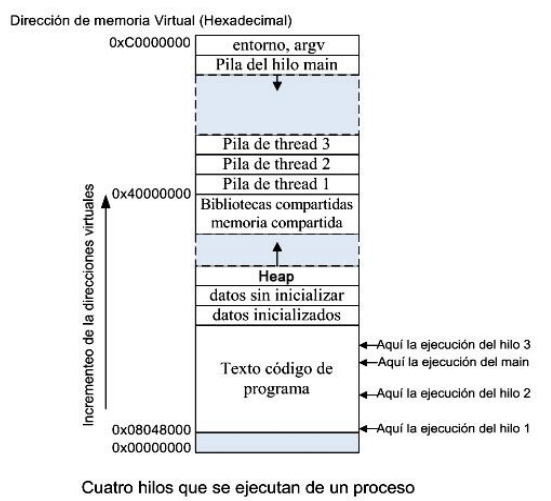 Dirección de memoria Virtual (Hexadecimal)
0xC0000000
entorno, argv
Pila del hilo main
Pila de thread 3
Pila de thread 2
Pila de thread 1
0x40000000
Bibliotecas compartidas
memoria compartida
Incrementeo de la direcciones virtuales
Heap
datos sin inicializar
datos inicializados
Texto código de
programa
Aquí la ejecución del hilo 3
Aquí la ejecución del main
Aquí la ejecución del hilo 2
Aquí la ejecución del hilo 1
0x08048000
0x00000000
Cuatro hilos que se ejecutan de un proceso